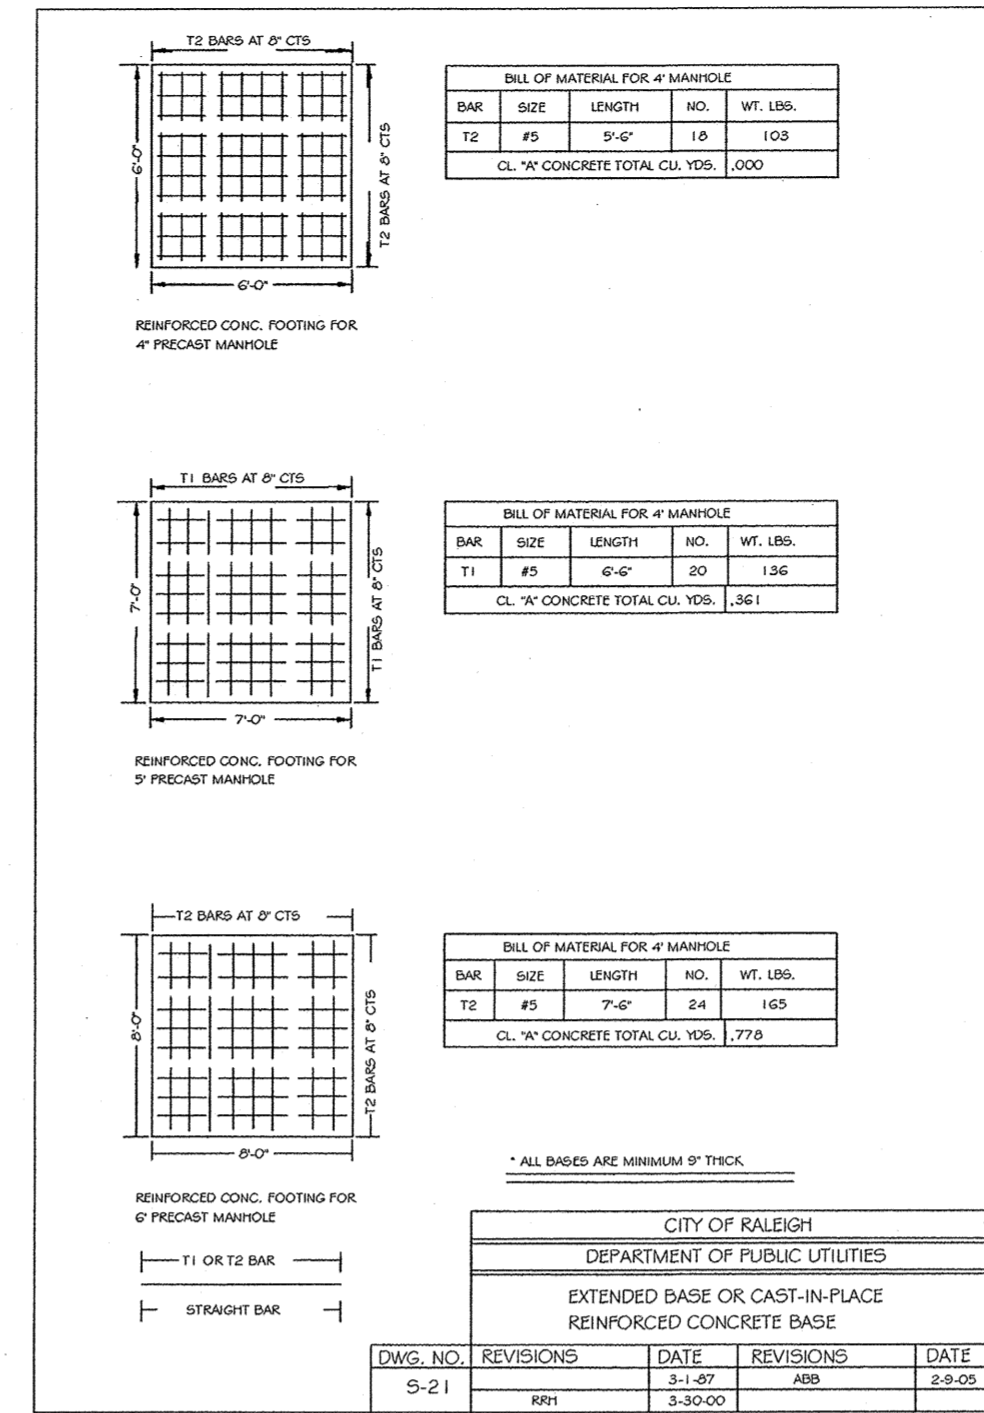 T2 BARS AT 8" CTS
6'-0"
T2 BARS AT 8" CTS
6'-0"
REINFORCED CONC. FOOTING FOR
4" PRECAST MANHOLE
BILL OF MATERIAL FOR 4' MANHOLE
BAR SIZE LENGTH NO. WT. LBS.
T2 #5 5'-6" 18 103
CL. "A" CONCRETE TOTAL CU. YDS. .000
T1 BARS AT 8" CTS
7'-0"
T1 BARS AT 8" CTS
7'-0"
REINFORCED CONC. FOOTING FOR
5' PRECAST MANHOLE
BILL OF MATERIAL FOR 4' MANHOLE
BAR SIZE LENGTH NO. WT. LBS.
T1 #5 6'-6" 20 136
CL. "A" CONCRETE TOTAL CU. YDS. .361
T2 BARS AT 8" CTS
8'-0"
T2 BARS AT 8" CTS
8'-0"
REINFORCED CONC. FOOTING FOR
6' PRECAST MANHOLE
BILL OF MATERIAL FOR 4' MANHOLE
BAR SIZE LENGTH NO. WT. LBS.
T2 #5 7'-6" 24 165
CL. "A" CONCRETE TOTAL CU. YDS. .778
T1 OR T2 BAR
STRAIGHT BAR
* ALL BASES ARE MINIMUM 9" THICK
CITY OF RALEIGH
DEPARTMENT OF PUBLIC UTILITIES
EXTENDED BASE OR CAST-IN-PLACE
REINFORCED CONCRETE BASE
DWG. NO. REVISIONS DATE REVISIONS DATE
S-21
3-1-87 ABB 2-9-05
RRH 3-30-00